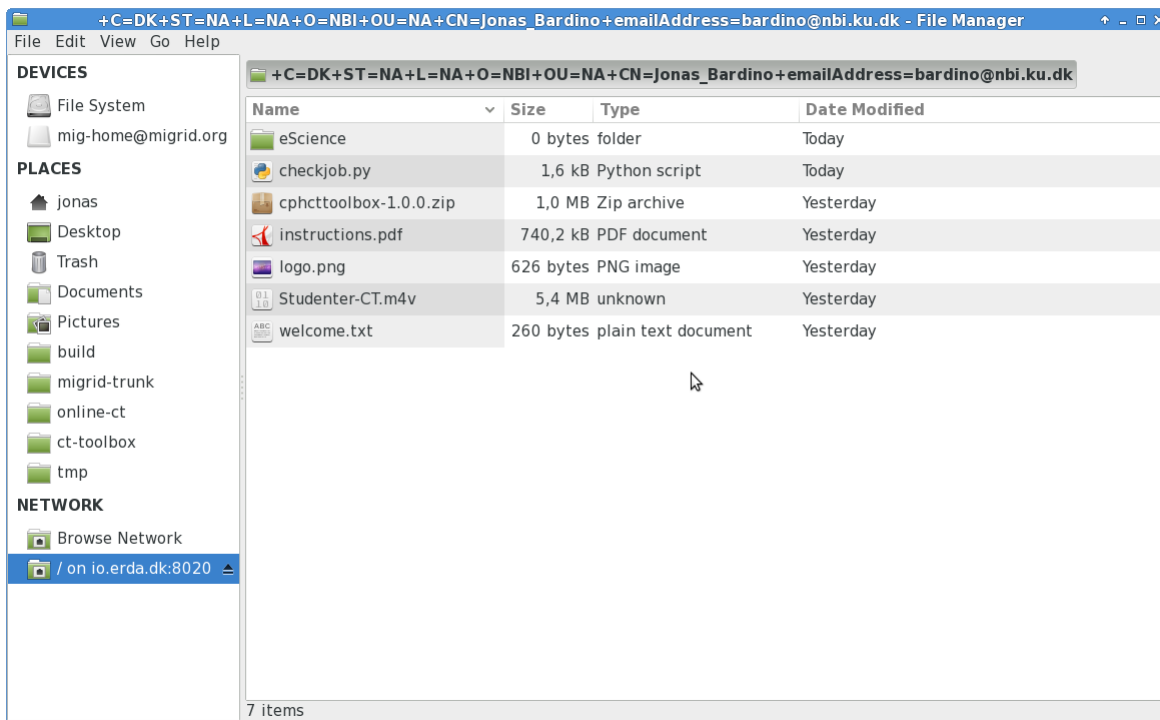 +C=DK+ST=NA+L=NA+O=NBI+OU=NA+CN=Jonas_Bardino+emailAddress=bardino@nbi.ku.dk - File Manager
File Edit View Go Help
DEVICES
File System
mig-home@migrid.org
PLACES
jonas
Desktop
Trash
Documents
Pictures
build
migrid-trunk
online-ct
ct-toolbox
tmp
NETWORK
Browse Network
/ on io.erda.dk:8020
+C=DK+ST=NA+L=NA+O=NBI+OU=NA+CN=Jonas_Bardino+emailAddress=bardino@nbi.ku.dk
Name Size Type Date Modified
eScience 0 bytes folder Today
checkjob.py 1,6 kB Python script Today
cphcttoolbox-1.0.0.zip 1,0 MB Zip archive Yesterday
instructions.pdf 740,2 kB PDF document Yesterday
logo.png 626 bytes PNG image Yesterday
Studenter-CT.m4v 5,4 MB unknown Yesterday
welcome.txt 260 bytes plain text document Yesterday
7 items